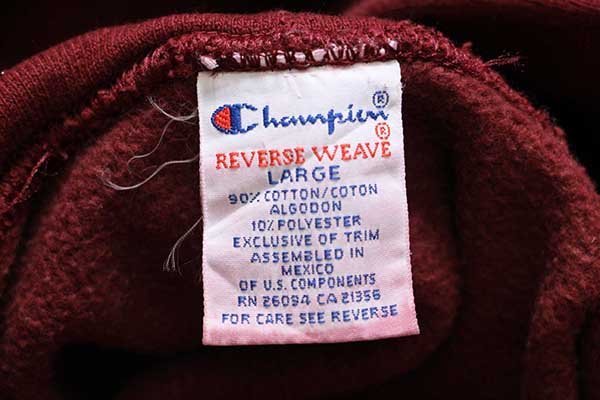 Champion®
REVERSE WEAVE®
LARGE
90% COTTON/COTON
ALGODON
10% POLYESTER
EXCLUSIVE OF TRIM
ASSEMBLED IN
MEXICO
OF U.S. COMPONENTS
RN 26094 CA 21356
FOR CARE SEE REVERSE